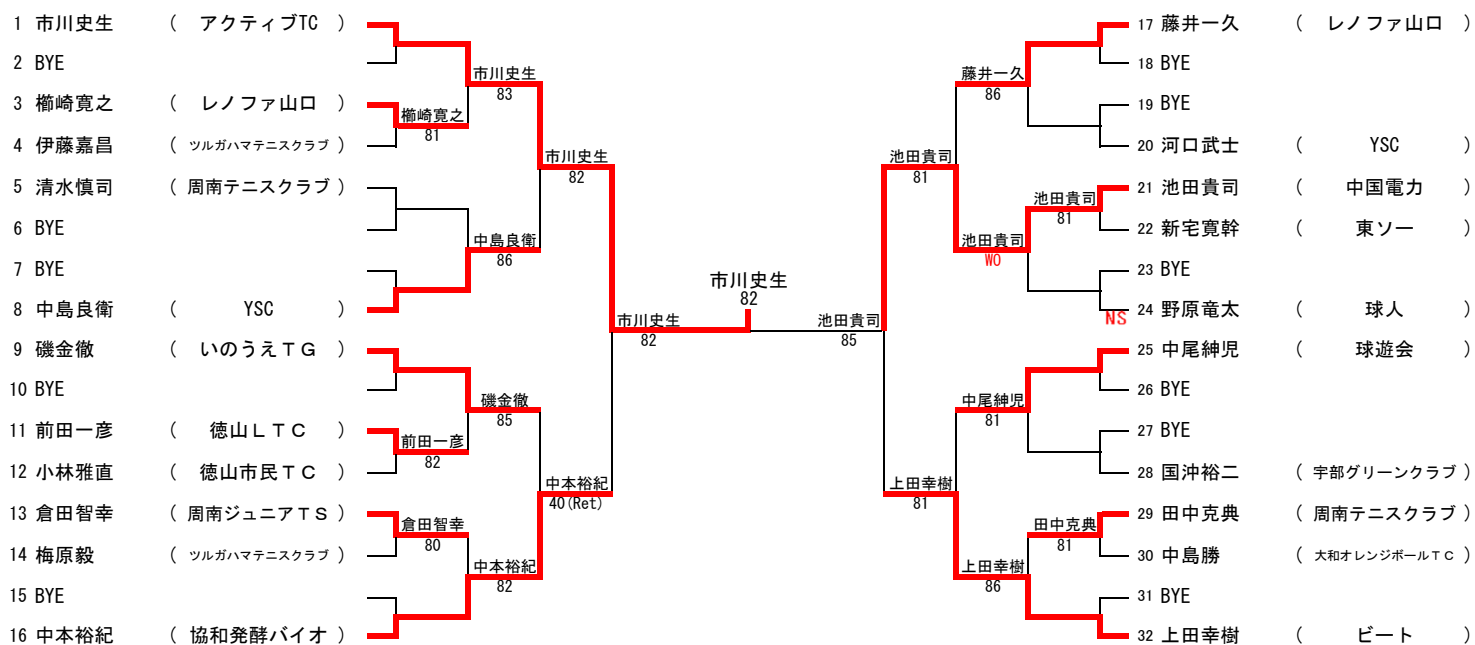 1 市川史生 ( アクティブTC )
2 BYE
市川史生
83
3 櫛崎寛之 ( レノファ山口 )
櫛崎寛之
81
4 伊藤嘉昌 ( ツルガハマテニスクラブ )
市川史生
82
5 清水慎司 ( 周南テニスクラブ )
6 BYE
中島良衛
86
7 BYE
8 中島良衛 ( YSC )
市川史生
82
9 磯金徹 ( いのうえTG )
10 BYE
磯金徹
85
11 前田一彦 ( 徳山LTC )
前田一彦
82
12 小林雅直 ( 徳山市民TC )
中本裕紀
40(Ret)
13 倉田智幸 ( 周南ジュニアTS )
倉田智幸
80
14 梅原毅 ( ツルガハマテニスクラブ )
中本裕紀
82
15 BYE
16 中本裕紀 ( 協和発酵バイオ )
市川史生
82
17 藤井一久 ( レノファ山口 )
18 BYE
藤井一久
86
19 BYE
20 河口武士 ( YSC )
池田貴司
81
21 池田貴司 ( 中国電力 )
池田貴司
81
22 新宅寛幹 ( 東ソー )
池田貴司
WO
23 BYE
NS 24 野原竜太 ( 球人 )
池田貴司
85
25 中尾紳児 ( 球遊会 )
26 BYE
中尾紳児
81
27 BYE
28 国沖裕二 ( 宇部グリーンクラブ )
上田幸樹
81
29 田中克典 ( 周南テニスクラブ )
田中克典
81
30 中島勝 ( 大和オレンジボールTC )
上田幸樹
86
31 BYE
32 上田幸樹 ( ビート )